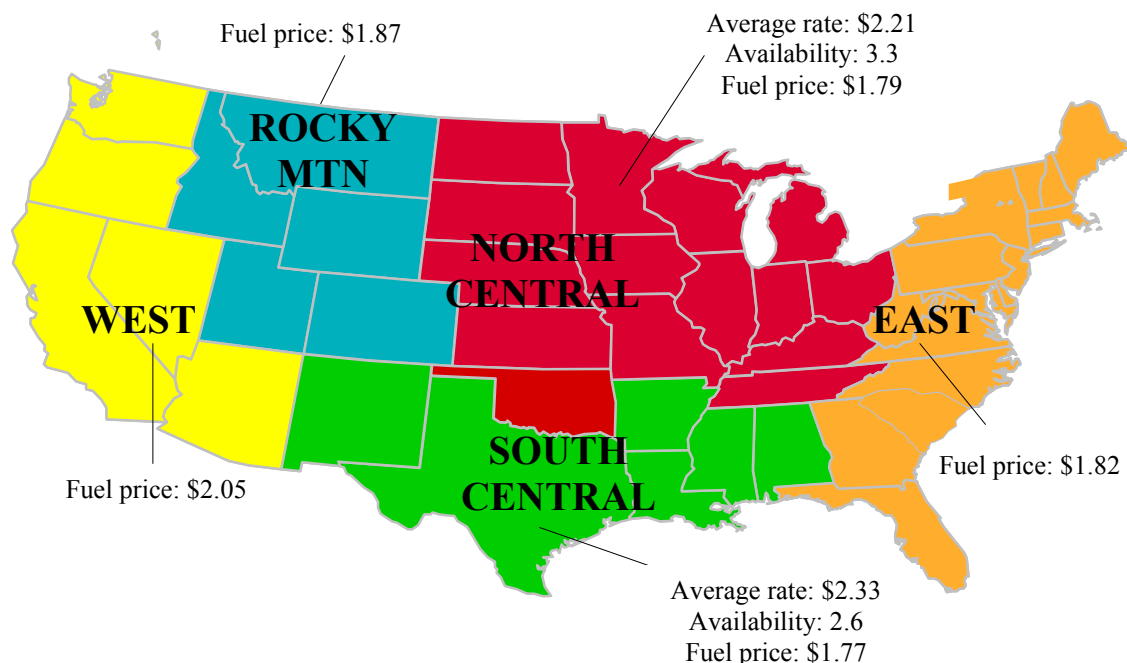 Fuel price: $1.87
Average rate: $2.21
Availability: 3.3
Fuel price: $1.79
ROCKY
MTN
NORTH
CENTRAL
WEST
EAST
SOUTH
CENTRAL
Fuel price: $2.05
Fuel price: $1.82
Average rate: $2.33
Availability: 2.6
Fuel price: $1.77